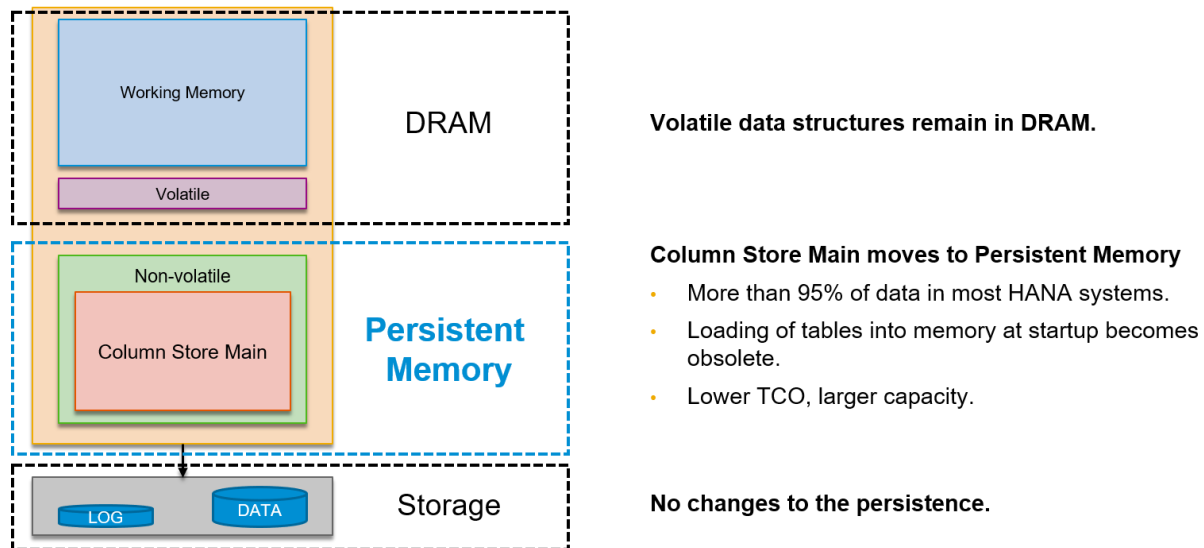 Working Memory
DRAM
Volatile
Volatile data structures remain in DRAM.
Non-volatile
Column Store Main
Persistent
Memory
Column Store Main moves to Persistent Memory
• More than 95% of data in most HANA systems.
• Loading of tables into memory at startup becomes
obsolete.
• Lower TCO, larger capacity.
LOG
DATA
Storage
No changes to the persistence.